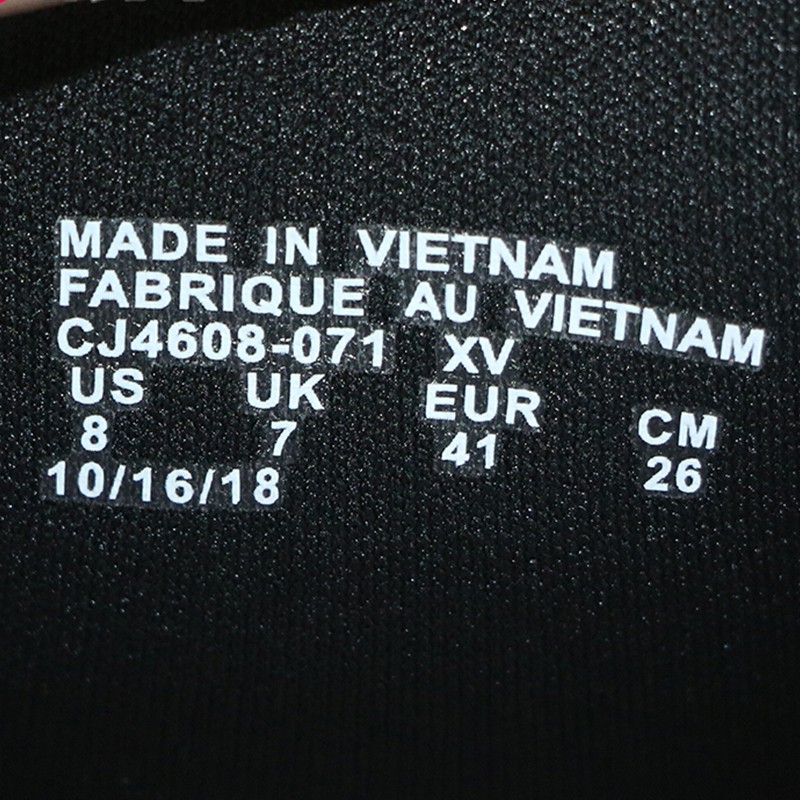 MADE IN VIETNAM
FABRIQUE AU VIETNAM
CJ4608-071 XV
US UK EUR CM
8 7 41 26
10/16/18